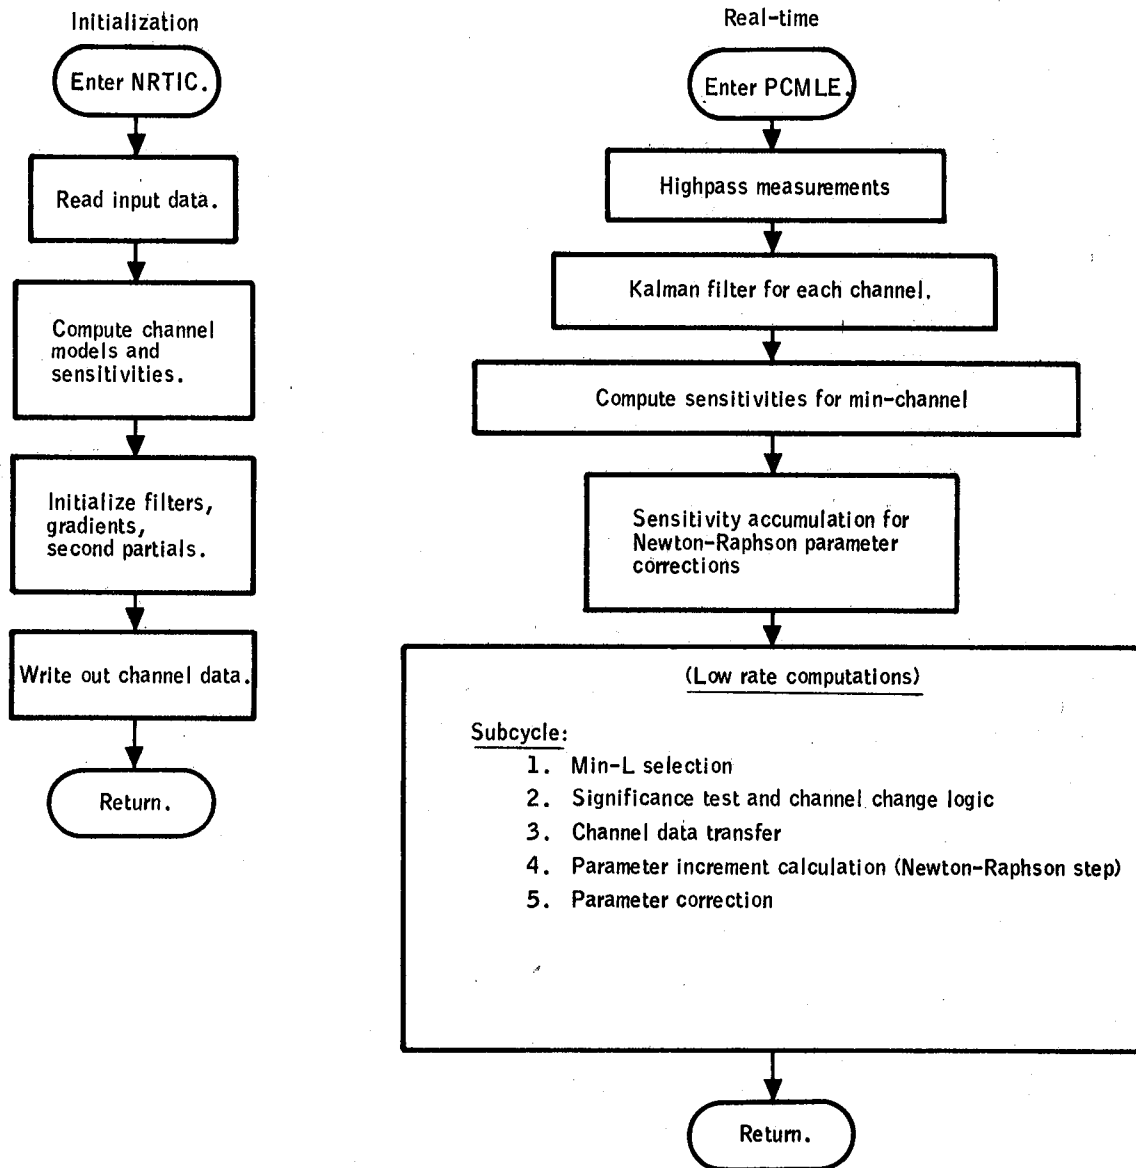 Initialization
Enter NRTIC.
Read input data.
Compute channel
models and
sensitivities.
Initialize filters,
gradients,
second partials.
Write out channel data.
Return.
Real-time
Enter PCMLE.
Highpass measurements
Kalman filter for each channel.
Compute sensitivities for min-channel
Sensitivity accumulation for
Newton-Raphson parameter
corrections
(Low rate computations)
Subcycle:
1. Min-L selection
2. Significance test and channel change logic
3. Channel data transfer
4. Parameter increment calculation (Newton-Raphson step)
5. Parameter correction
Return.